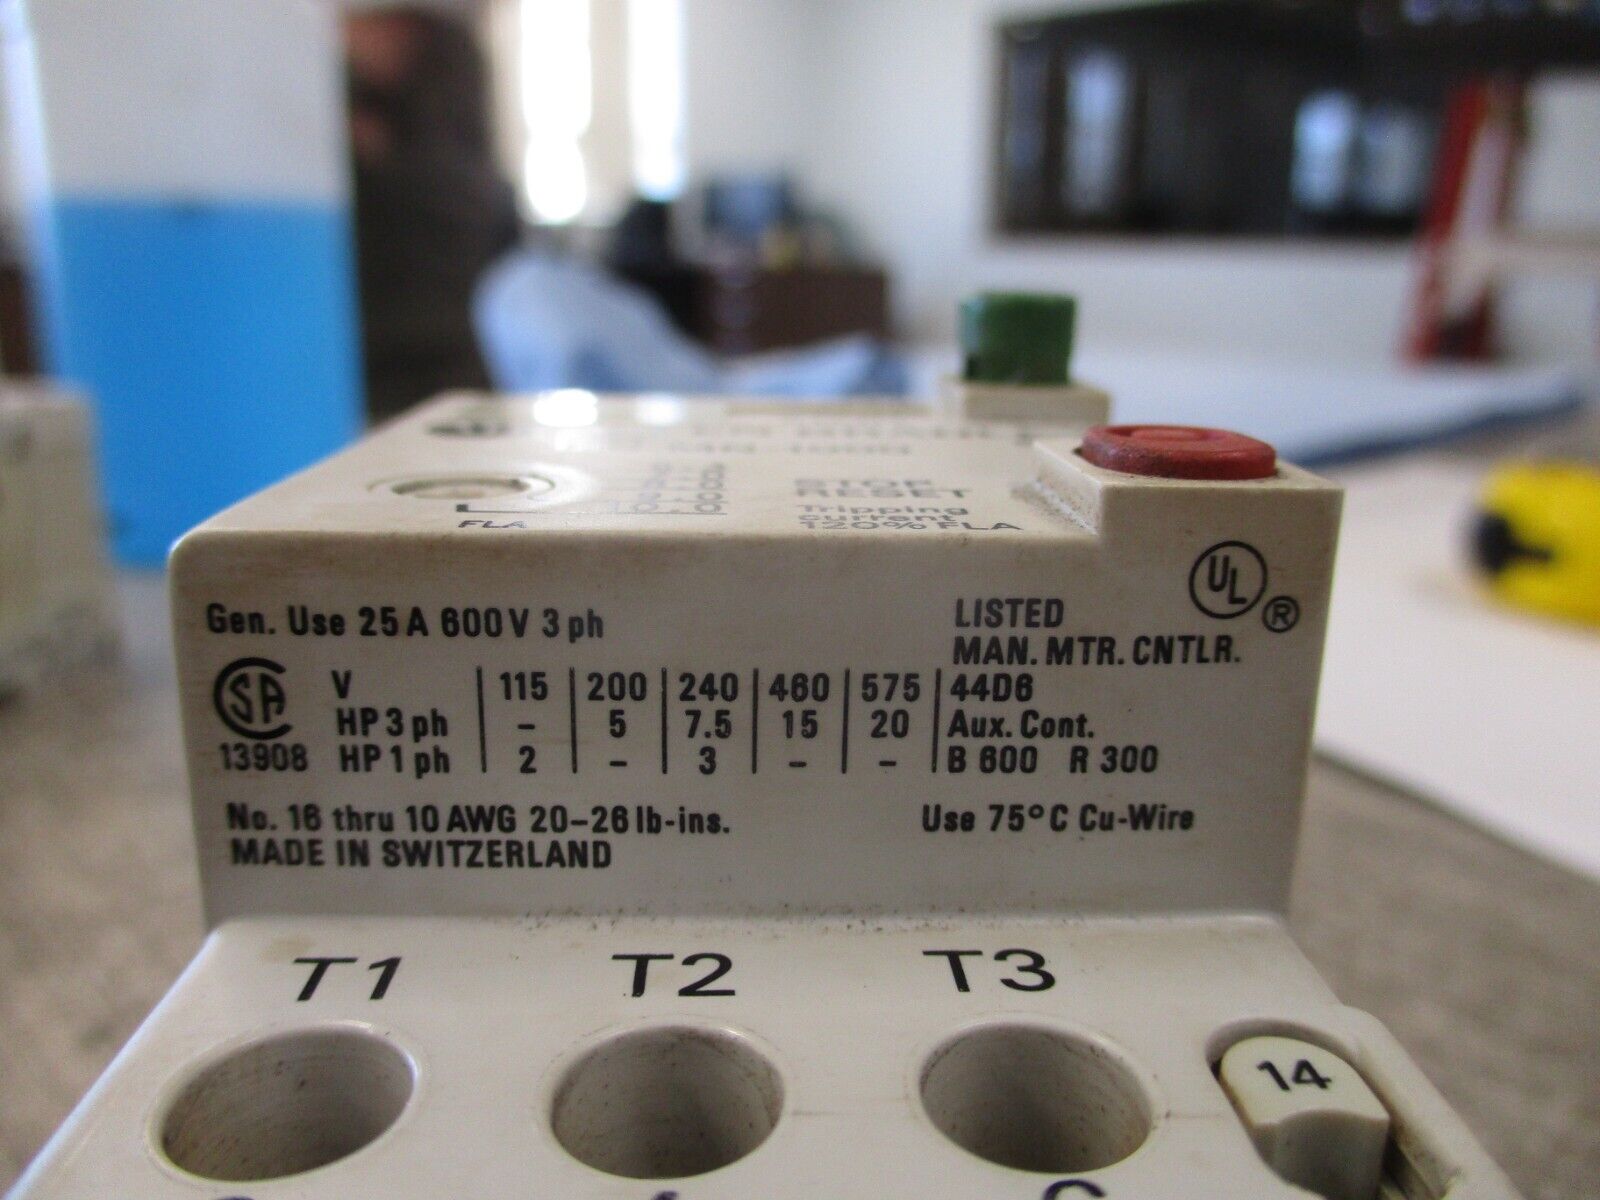 STOP
RESET
Tripping
current
120% FLA
FLA
Gen. Use 25 A 600 V 3 ph
LISTED
MAN. MTR. CNTLR.
UL ®
SA V 115 200 240 460 575 44D6
HP 3 ph – 5 7.5 15 20 Aux. Cont.
13908 HP 1 ph 2 – 3 – – B 600 R 300
No. 16 thru 10 AWG 20–26 lb-ins. Use 75°C Cu-Wire
MADE IN SWITZERLAND
T1 T2 T3
14